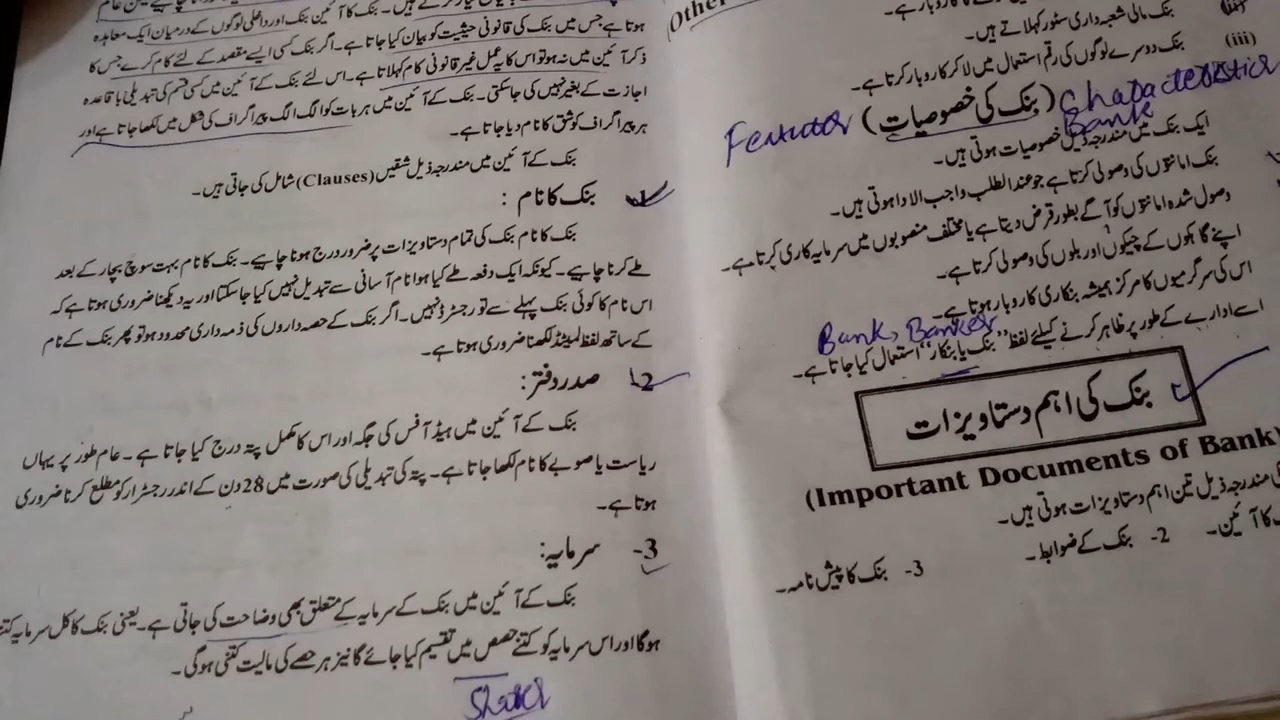 (Other
بنک مالی شعبہ داری سٹور کہلاتے ہیں۔
(iii) بنک دوسرے لوگوں کی رقم استعمال میں لا کر کاروبار کرتا ہے۔
Features (بنک کی خصوصیات) Characteristics
Bank
ایک بنک میں مندرجہ ذیل خصوصیات ہوتی ہیں۔
بنک امانتوں کی وصولی کرتا ہے جو عند الطلب واجب الادا ہوتی ہیں۔
وصول شدہ امانتوں کو آگے بطور قرض دیتا ہے یا مختلف منصوبوں میں سرمایہ کاری کرتا ہے۔
اپنے گاہکوں کے چیکوں اور بلوں کی وصولی کرتا ہے۔
اس کی سرگرمیوں کا مرکز ہمیشہ بنکاری کاروبار ہوتا ہے۔
Bank, Banker
اسے ادارے کے طور پر ظاہر کرنے کیلئے لفظ "بنک یا بنکار" استعمال کیا جاتا ہے۔
بنک کی اہم دستاویزات
(Important Documents of Bank)
مندرجہ ذیل تین اہم دستاویزات ہوتی ہیں۔
کا آئین۔ 2- بنک کے ضوابط۔ 3- بنک کا پیش نامہ۔
ہوتا ہے جس میں بنک کی قانونی حیثیت کو بیان کیا جاتا ہے۔ بنک کا آئین بنک اور داخلی لوگوں کے درمیان ایک معاہدہ
ذکر آئین میں نہ ہو تو اس کا یہ عمل غیر قانونی کام کہلاتا ہے۔ اگر بنک کسی ایسے مقصد کے لئے کام کرے جس کا
اجازت کے بغیر نہیں کی جاسکتی۔ اس لئے بنک کے آئین میں کسی قسم کی تبدیلی با قاعدہ
بنک کے آئین میں ہر بات کو الگ الگ پیراگراف کی شکل میں لکھا جاتا ہے اور
ہر پیراگراف کو شق کا نام دیا جاتا ہے۔
بنک کے آئین میں مندرجہ ذیل شقیں (Clauses) شامل کی جاتی ہیں۔
1- بنک کا نام :
بنک کا نام بنک کی تمام دستاویزات پر ضرور درج ہونا چاہیے۔ بنک کا نام بہت سوچ بچار کے بعد
طے کرنا چاہیے۔ کیونکہ ایک دفعہ طے کیا ہوا نام آسانی سے تبدیل نہیں کیا جا سکتا اور یہ دیکھنا ضروری ہوتا ہے کہ
اس نام کا کوئی بنک پہلے سے تو رجسٹرڈ نہیں۔ اگر بنک کے حصہ داروں کی ذمہ داری محدود ہو تو پھر بنک کے نام
کے ساتھ لفظ لمیٹڈ لکھنا ضروری ہوتا ہے۔
2- صدر دفتر:
بنک کے آئین میں ہیڈ آفس کی جگہ اور اس کا مکمل پتہ درج کیا جاتا ہے ۔ عام طور پر یہاں
ریاست یا صوبے کا نام لکھا جاتا ہے۔ پتہ کی تبدیلی کی صورت میں 28 دن کے اندر رجسٹرار کو مطلع کرنا ضروری
ہوتا ہے۔
3- سرمایہ:
بنک کے آئین میں بنک کے سرمایہ کے متعلق بھی وضاحت کی جاتی ہے۔ یعنی بنک کا کل سرمایہ کتنا
ہوگا اور اس سرمایہ کو کتنے حصص میں تقسیم کیا جائے گا نیز ہر حصے کی مالیت کتنی ہوگی۔
Shares